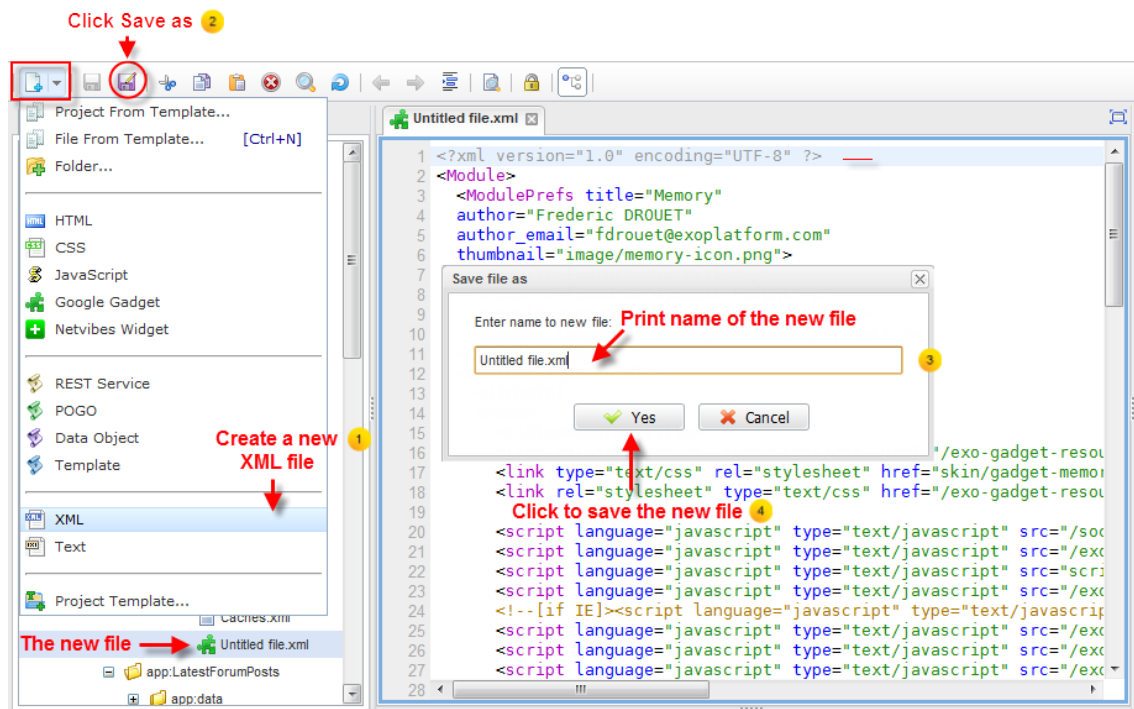 Click Save as 2
Project From Template...
File From Template... [Ctrl+N]
Folder...
HTML
CSS
JavaScript
Google Gadget
Netvibes Widget
REST Service
POGO
Data Object
Template
Create a new 1
XML file
XML
Text
Project Template...
Caches.xml
The new file
Untitled file.xml
app:LatestForumPosts
app:data
Untitled file.xml
1 <?xml version="1.0" encoding="UTF-8" ?>
2 <Module>
3 <ModulePrefs title="Memory"
4 author="Frederic DROUET"
5 author_email="fdrouet@exoplatform.com"
6 thumbnail="image/memory-icon.png">
7
Save file as
8
9
Enter name to new file: Print name of the new file
10
11
Untitled file.xml 3
12
13
14
Yes Cancel
15
16 "/exo-gadget-resou
17 <link type="text/css" rel="stylesheet" href="skin/gadget-memor
18 <link rel="stylesheet" type="text/css" href="/exo-gadget-resou
19
Click to save the new file 4
20 <script language="javascript" type="text/javascript" src="/soc
21 <script language="javascript" type="text/javascript" src="/exo
22 <script language="javascript" type="text/javascript" src="scri
23 <script language="javascript" type="text/javascript" src="/exo
24 <!--[if IE]><script language="javascript" type="text/javascrip
25 <script language="javascript" type="text/javascript" src="/exo
26 <script language="javascript" type="text/javascript" src="/exo
27 <script language="javascript" type="text/javascript" src="/exo
28